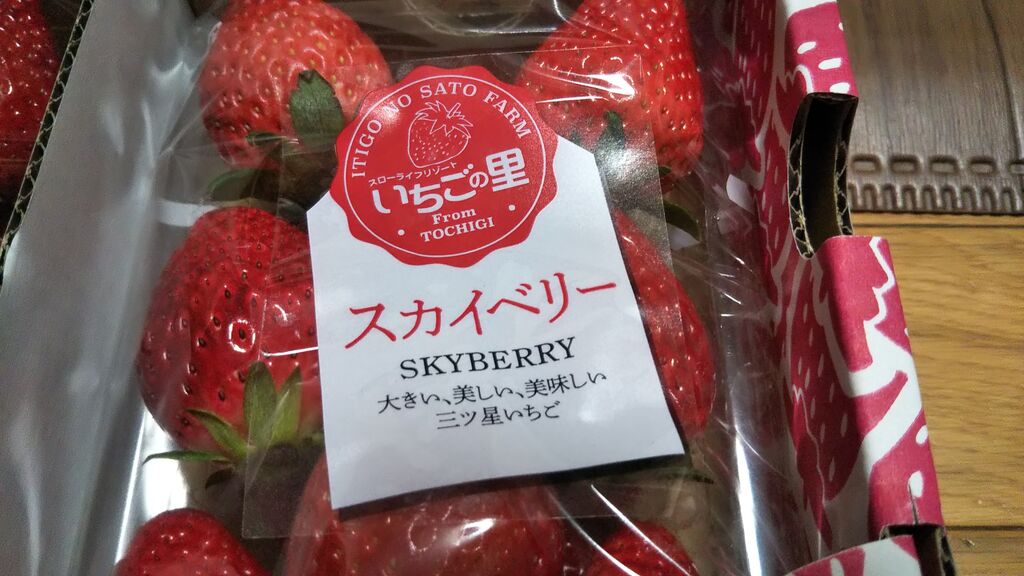 ITIGO NO SATO FARM
スローライフリゾート
いちごの里
From
TOCHIGI
スカイベリー
SKYBERRY
大きい、美しい、美味しい
三ツ星いちご